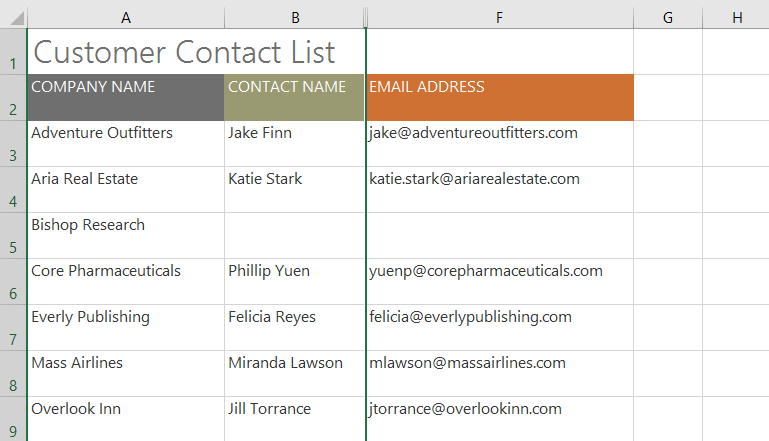 A B F G H
1 Customer Contact List
2 COMPANY NAME CONTACT NAME EMAIL ADDRESS
3 Adventure Outfitters Jake Finn jake@adventureoutfitters.com
4 Aria Real Estate Katie Stark katie.stark@ariarealestate.com
5 Bishop Research
6 Core Pharmaceuticals Phillip Yuen yuenp@corepharmaceuticals.com
7 Everly Publishing Felicia Reyes felicia@everlypublishing.com
8 Mass Airlines Miranda Lawson mlawson@massairlines.com
9 Overlook Inn Jill Torrance jtorrance@overlookinn.com